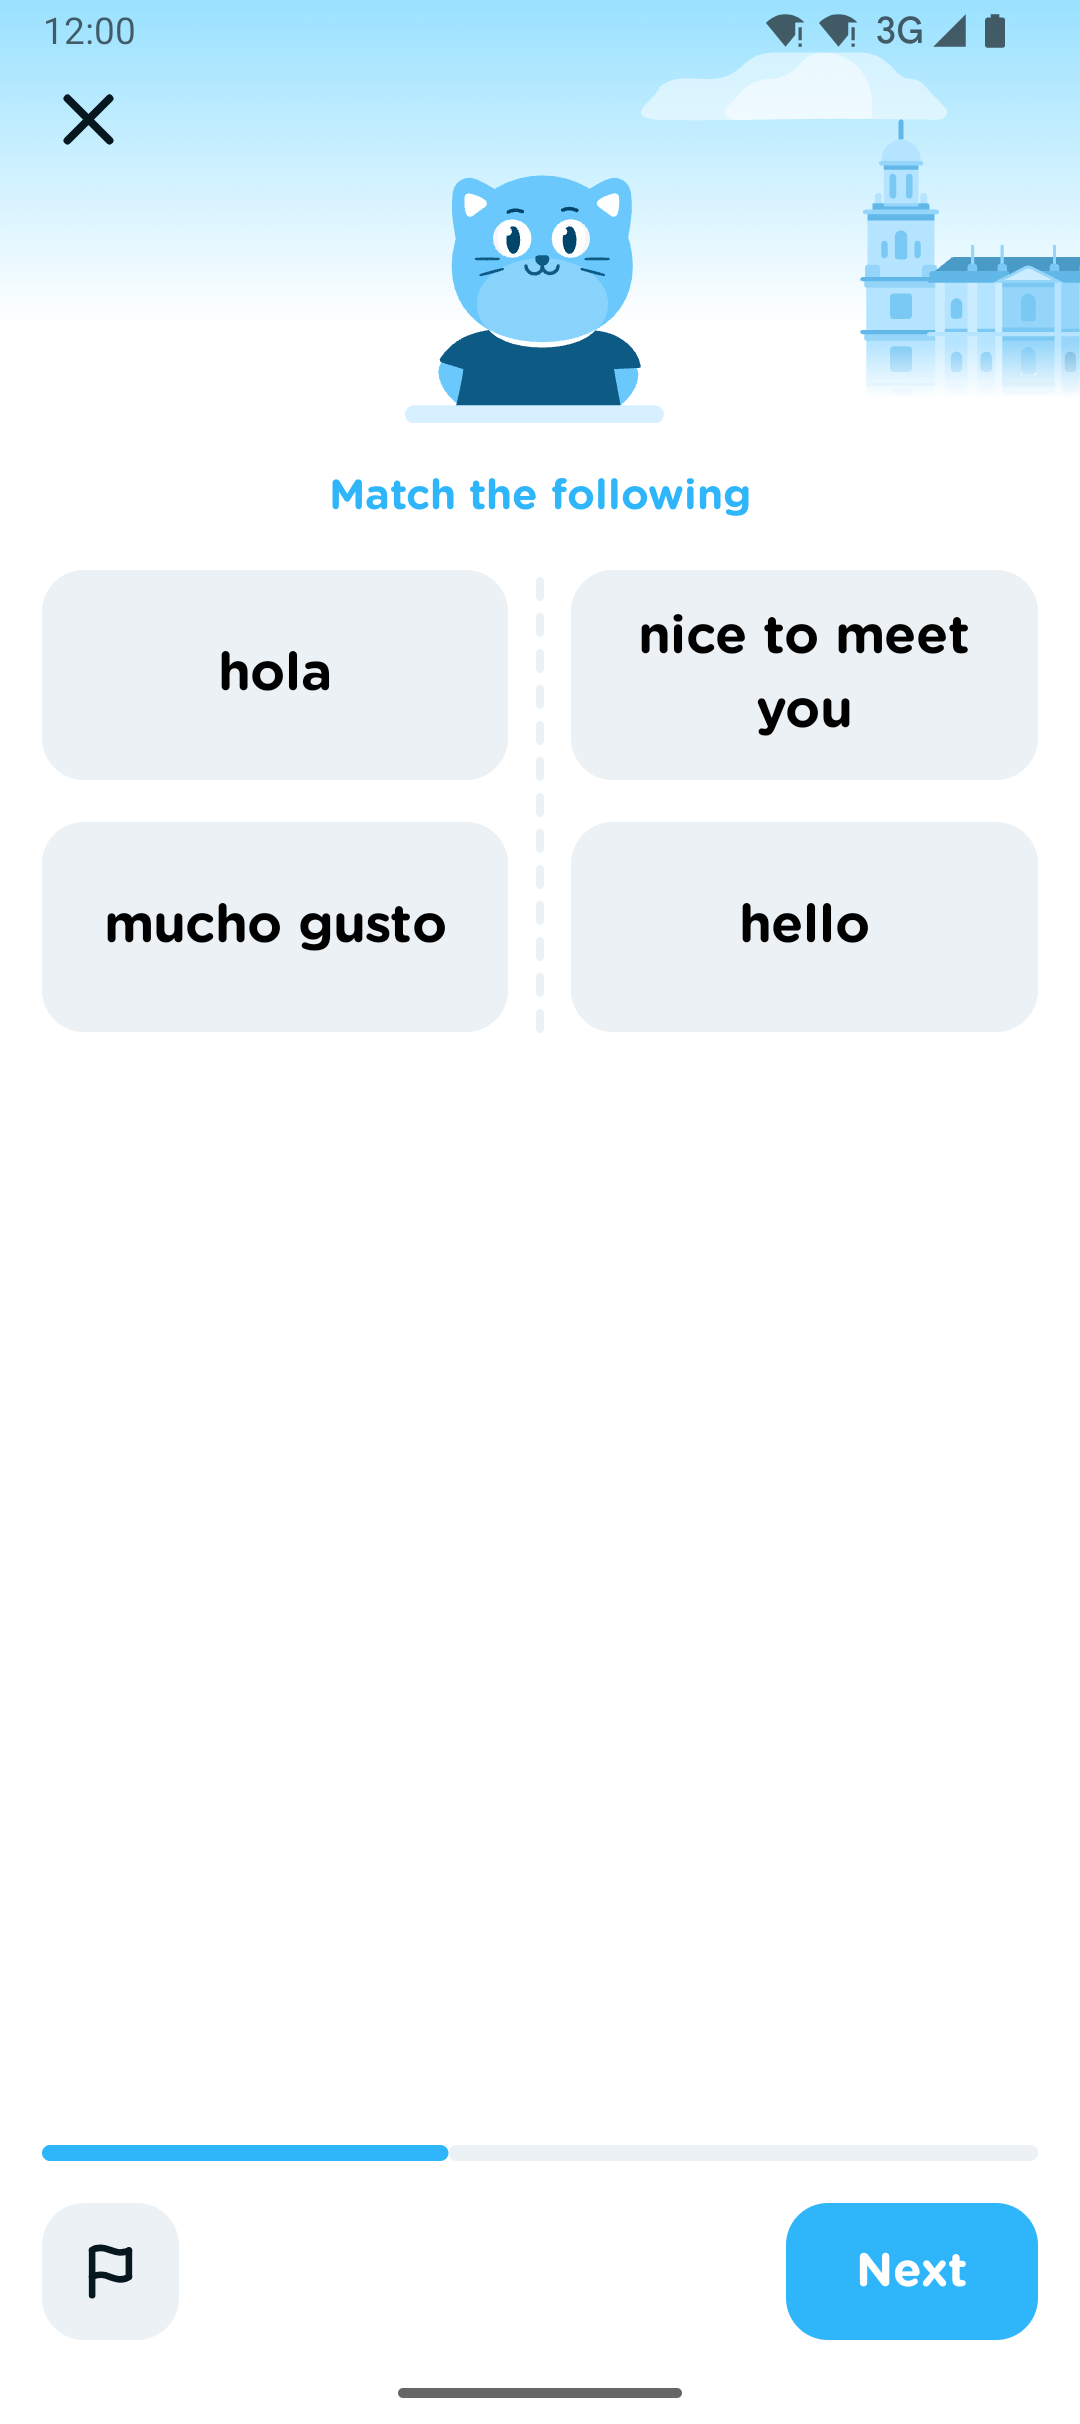 12:00
3G
Match the following
hola
nice to meet
you
mucho gusto
hello
Next